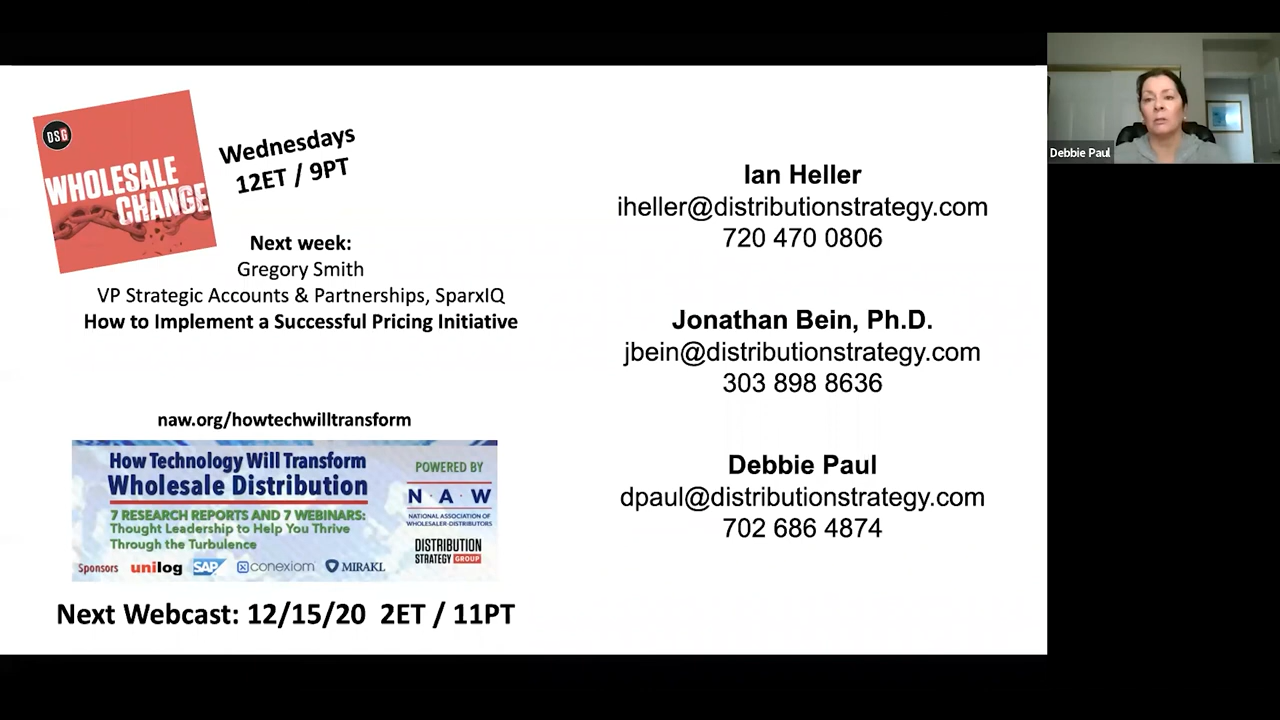 DSG
WHOLESALE
CHANGE
Wednesdays
12ET / 9PT
Next week:
Gregory Smith
VP Strategic Accounts & Partnerships, SparxIQ
How to Implement a Successful Pricing Initiative
naw.org/howtechwilltransform
How Technology Will Transform
Wholesale Distribution
7 RESEARCH REPORTS AND 7 WEBINARS:
Thought Leadership to Help You Thrive
Through the Turbulence
Sponsors unilog SAP conexiom MIRAKL
POWERED BY
N·A·W
NATIONAL ASSOCIATION OF
WHOLESALER-DISTRIBUTORS
DISTRIBUTION
STRATEGY GROUP
Next Webcast: 12/15/20 2ET / 11PT
Ian Heller
iheller@distributionstrategy.com
720 470 0806
Jonathan Bein, Ph.D.
jbein@distributionstrategy.com
303 898 8636
Debbie Paul
dpaul@distributionstrategy.com
702 686 4874
Debbie Paul